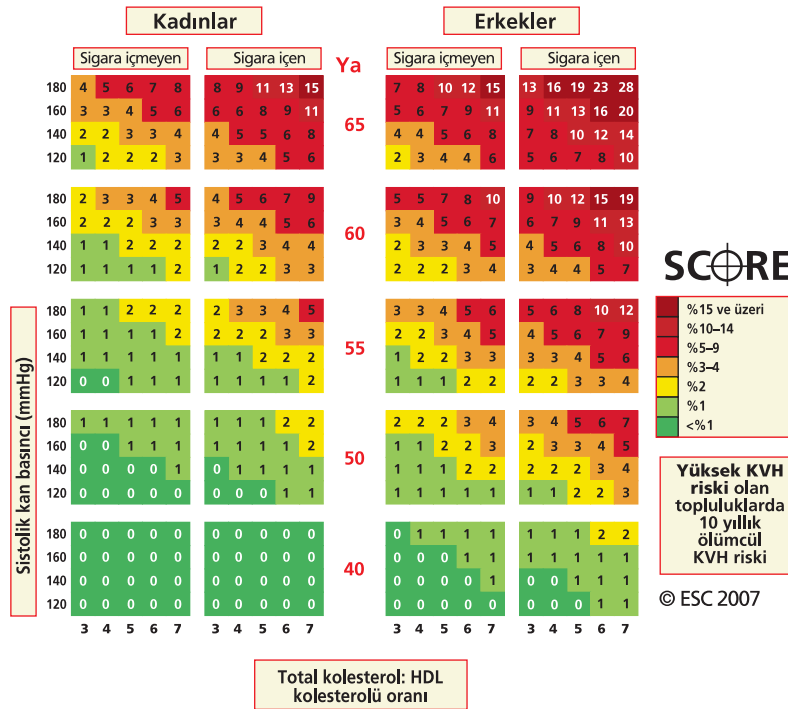 Kadınlar Erkekler
Sigara içmeyen Sigara içen Ya Sigara içmeyen Sigara içen
180 4 5 6 7 8 8 9 11 13 15 7 8 10 12 15 13 16 19 23 28
160 3 3 4 5 6 6 6 8 9 11 5 6 7 9 11 9 11 13 16 20
65
140 2 2 3 3 4 4 5 5 6 8 4 4 5 6 8 7 8 10 12 14
120 1 2 2 2 3 3 3 4 5 6 2 3 4 4 6 5 6 7 8 10
180 2 3 3 4 5 4 5 6 7 9 5 5 7 8 10 9 10 12 15 19
160 2 2 2 3 3 3 4 4 5 6 3 4 5 6 7 6 7 9 11 13
60
140 1 1 2 2 2 2 2 3 4 4 2 3 3 4 5 4 5 6 8 10
120 1 1 1 1 2 1 2 2 3 3 2 2 2 3 4 3 4 4 5 7
180 1 1 2 2 2 2 3 3 4 5 3 3 4 5 6 5 6 8 10 12
160 1 1 1 1 2 2 2 2 3 3 2 2 3 4 5 4 5 6 7 9
55
140 1 1 1 1 1 1 1 2 2 2 1 2 2 3 3 3 3 4 5 6
120 0 0 1 1 1 1 1 1 1 2 1 1 1 2 2 2 2 3 3 4
180 1 1 1 1 1 1 1 1 2 2 2 2 2 3 4 3 4 5 6 7
160 0 0 1 1 1 1 1 1 1 2 1 1 2 2 3 2 3 3 4 5
50
140 0 0 0 0 1 0 1 1 1 1 1 1 1 2 2 2 2 2 3 4
120 0 0 0 0 0 0 0 0 1 1 1 1 1 1 1 1 1 2 2 3
180 0 0 0 0 0 0 0 0 0 0 0 1 1 1 1 1 1 1 2 2
160 0 0 0 0 0 0 0 0 0 0 0 0 0 1 1 1 1 1 1 1
40
140 0 0 0 0 0 0 0 0 0 0 0 0 0 0 1 0 0 1 1 1
120 0 0 0 0 0 0 0 0 0 0 0 0 0 0 0 0 0 0 1 1
3 4 5 6 7 3 4 5 6 7 3 4 5 6 7 3 4 5 6 7
Sistolik kan basıncı (mmHg)
Total kolesterol: HDL
kolesterolü oranı
SCORE
%15 ve üzeri
%10–14
%5–9
%3–4
%2
%1
<%1
Yüksek KVH
riski olan
topluluklarda
10 yıllık
ölümcül
KVH riski
© ESC 2007